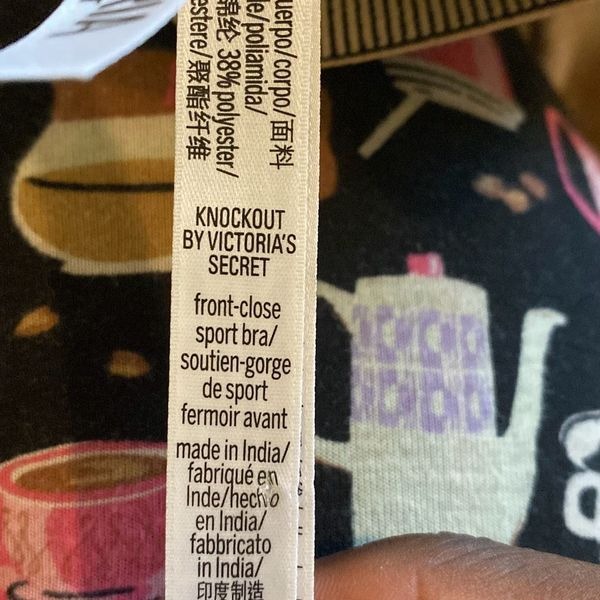 uerpo/corpo/面料
de/poliamida/
锦纶 38% polyester/
estere/聚酯纤维
KNOCKOUT
BY VICTORIA'S
SECRET
front-close
sport bra/
soutien-gorge
de sport
fermoir avant
made in India/
fabriqué en
Inde/hecho
en India/
fabbricato
in India/
印度制造